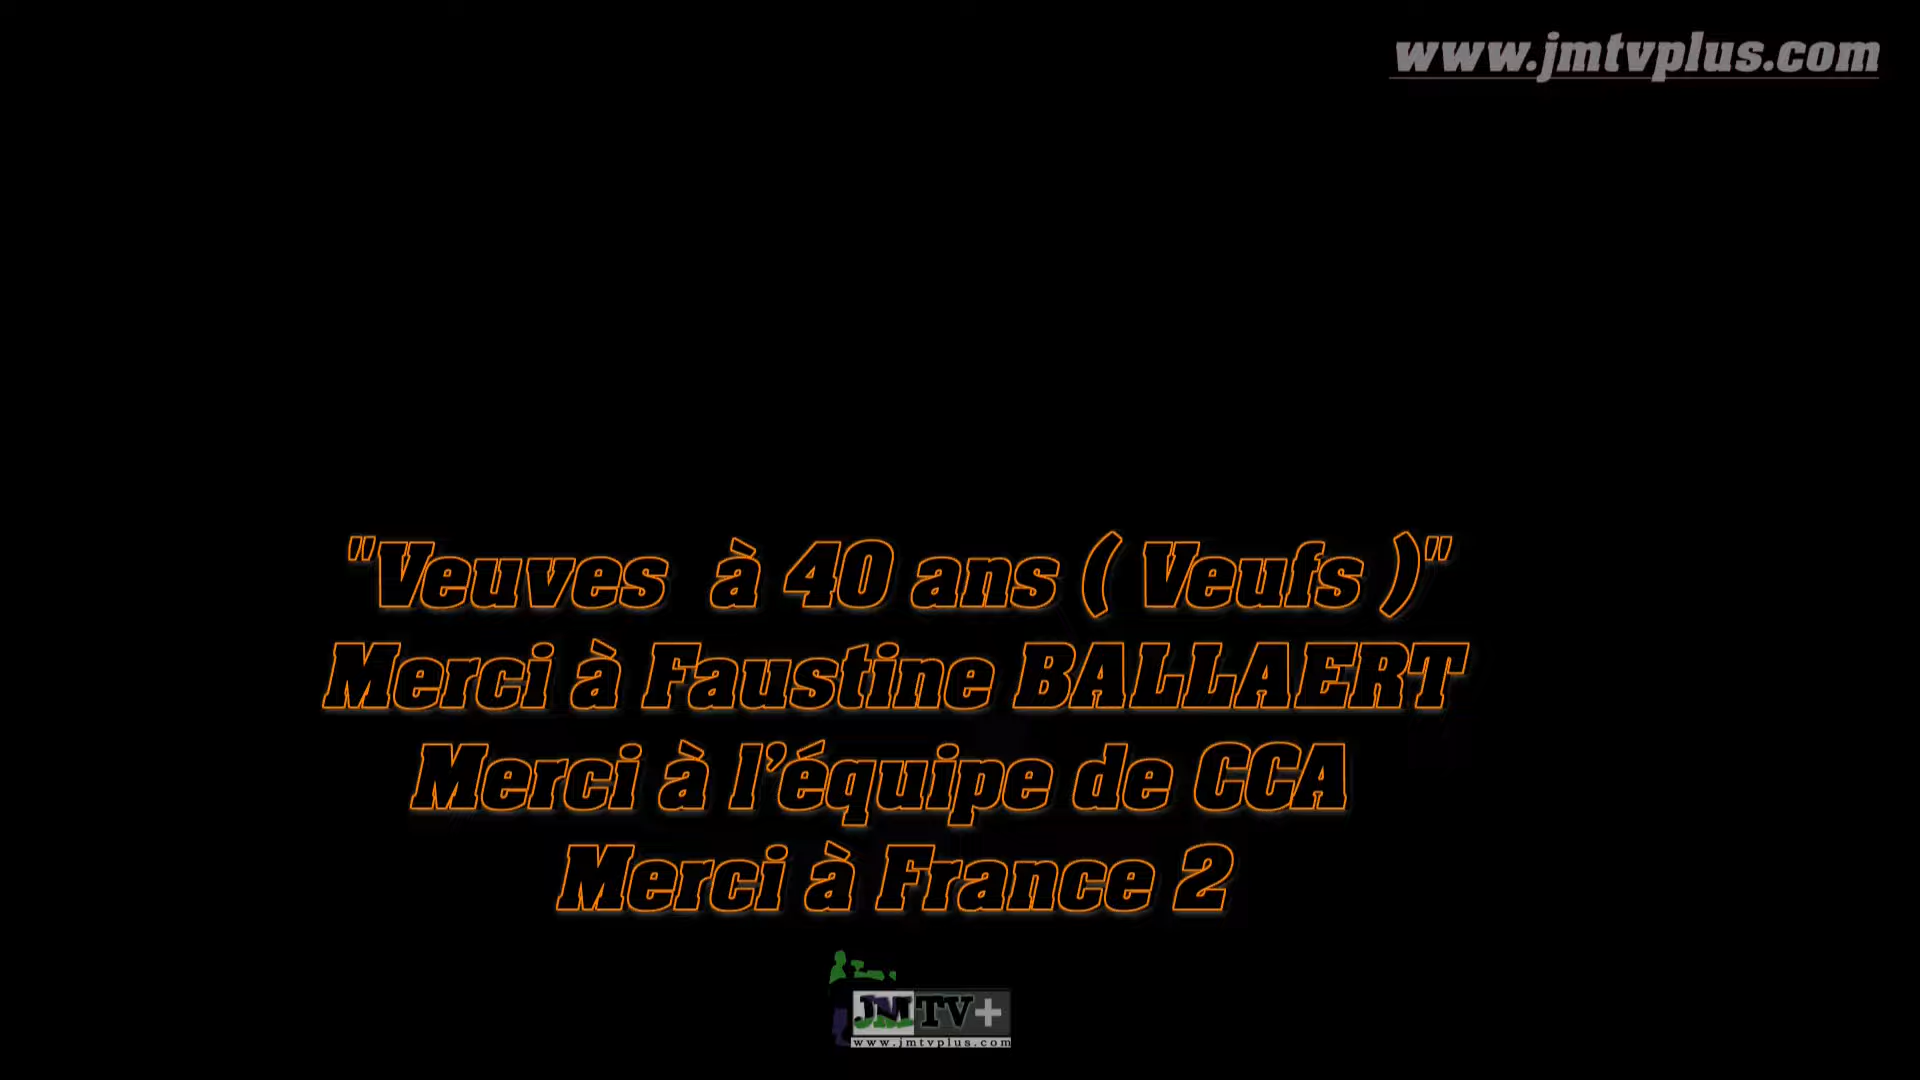 www.jmtvplus.com
"Veuves à 40 ans ( Veufs )"
Merci à Faustine BALLAERT
Merci à l'équipe de CCA
Merci à France 2
JMTV+
www.jmtvplus.com